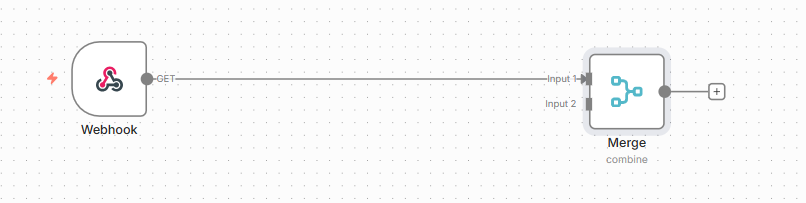 GET
Input 1
Input 2
Webhook
Merge
combine